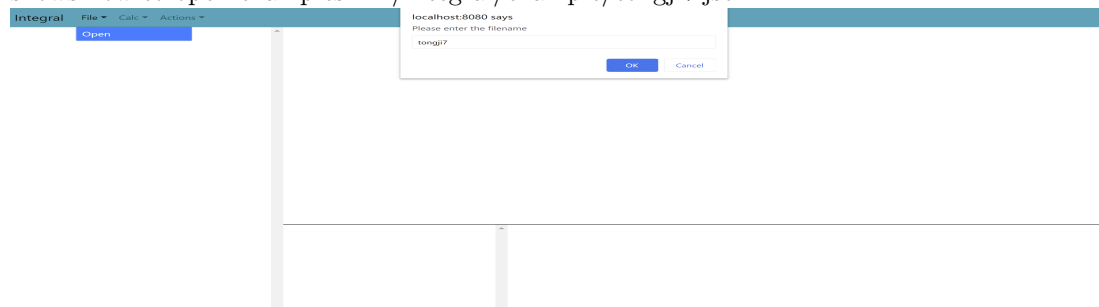 Integral File Calc Actions
Open
localhost:8080 says
Please enter the filename
tongji7
OK Cancel